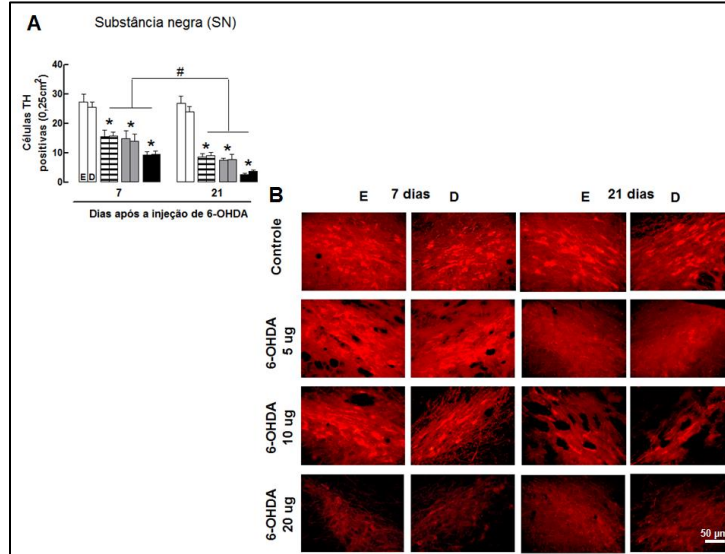 A
Substância negra (SN)
Células TH
positivas (0,25cm²)
40
30
20
10
0
#
* * *
* * *
E D
7
21
Dias após a injeção de 6-OHDA
B
7 dias
21 dias
E
D
E
D
Controle
6-OHDA
5 ug
6-OHDA
10 ug
6-OHDA
20 ug
50 µm